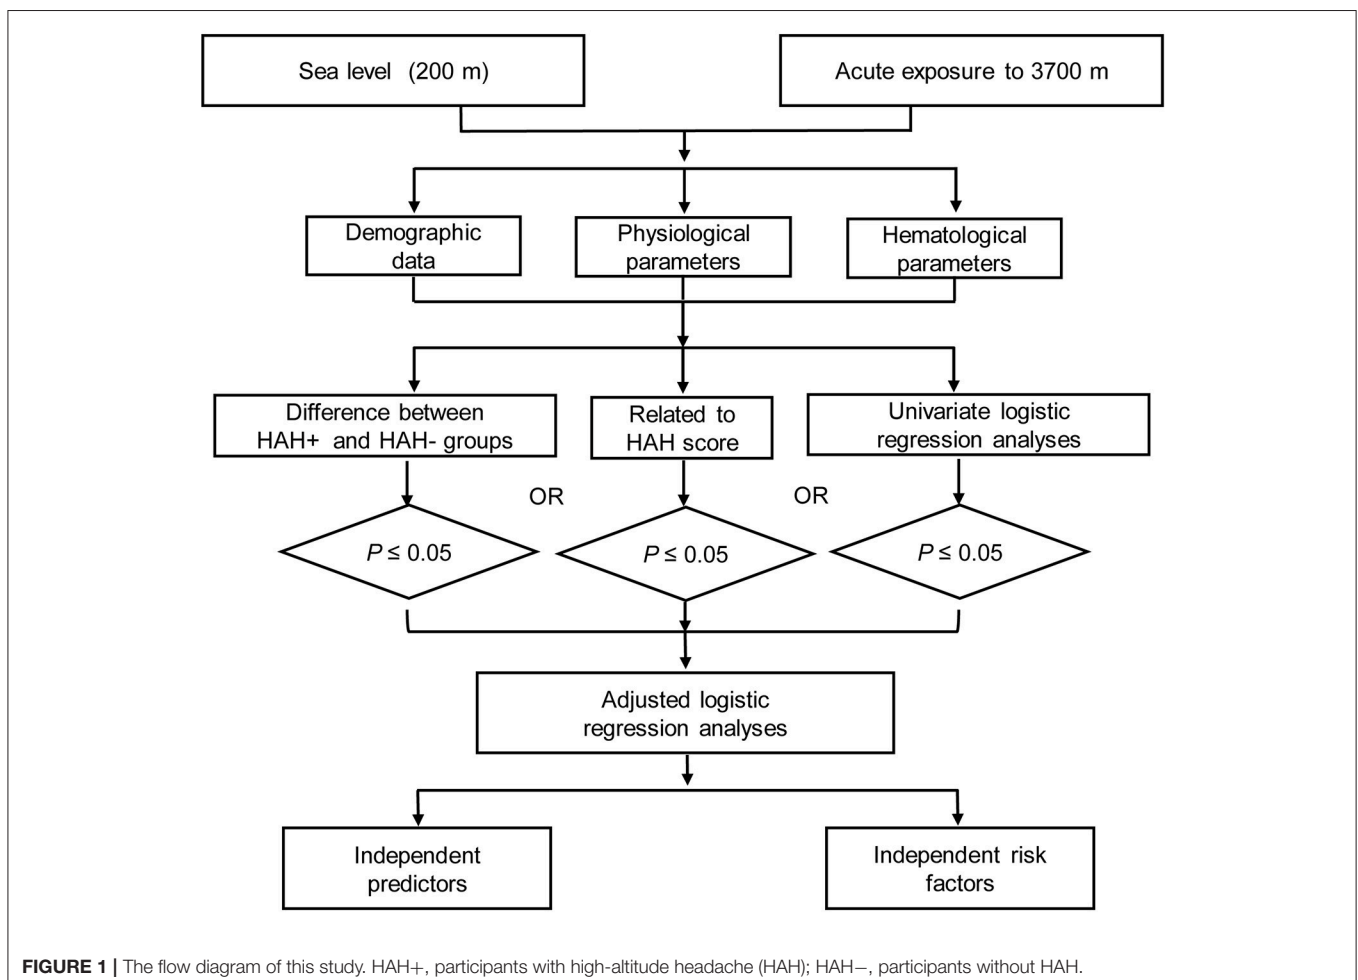 Sea level (200 m)
Acute exposure to 3700 m
Demographic
data
Physiological
parameters
Hematological
parameters
Difference between
HAH+ and HAH- groups
Related to
HAH score
Univariate logistic
regression analyses
OR
OR
P ≤ 0.05
P ≤ 0.05
P ≤ 0.05
Adjusted logistic
regression analyses
Independent
predictors
Independent risk
factors
FIGURE 1 | The flow diagram of this study. HAH+, participants with high-altitude headache (HAH); HAH−, participants without HAH.